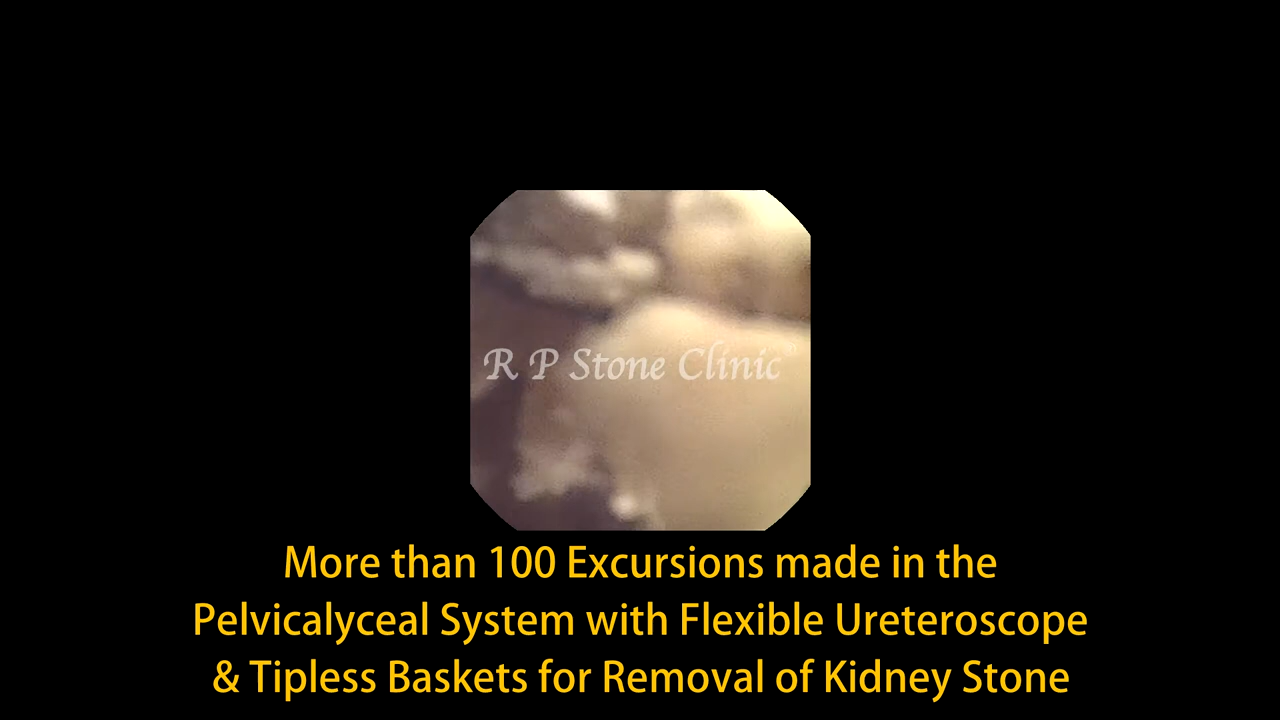 R P Stone Clinic
More than 100 Excursions made in the
Pelvicalyceal System with Flexible Ureteroscope
& Tipless Baskets for Removal of Kidney Stone